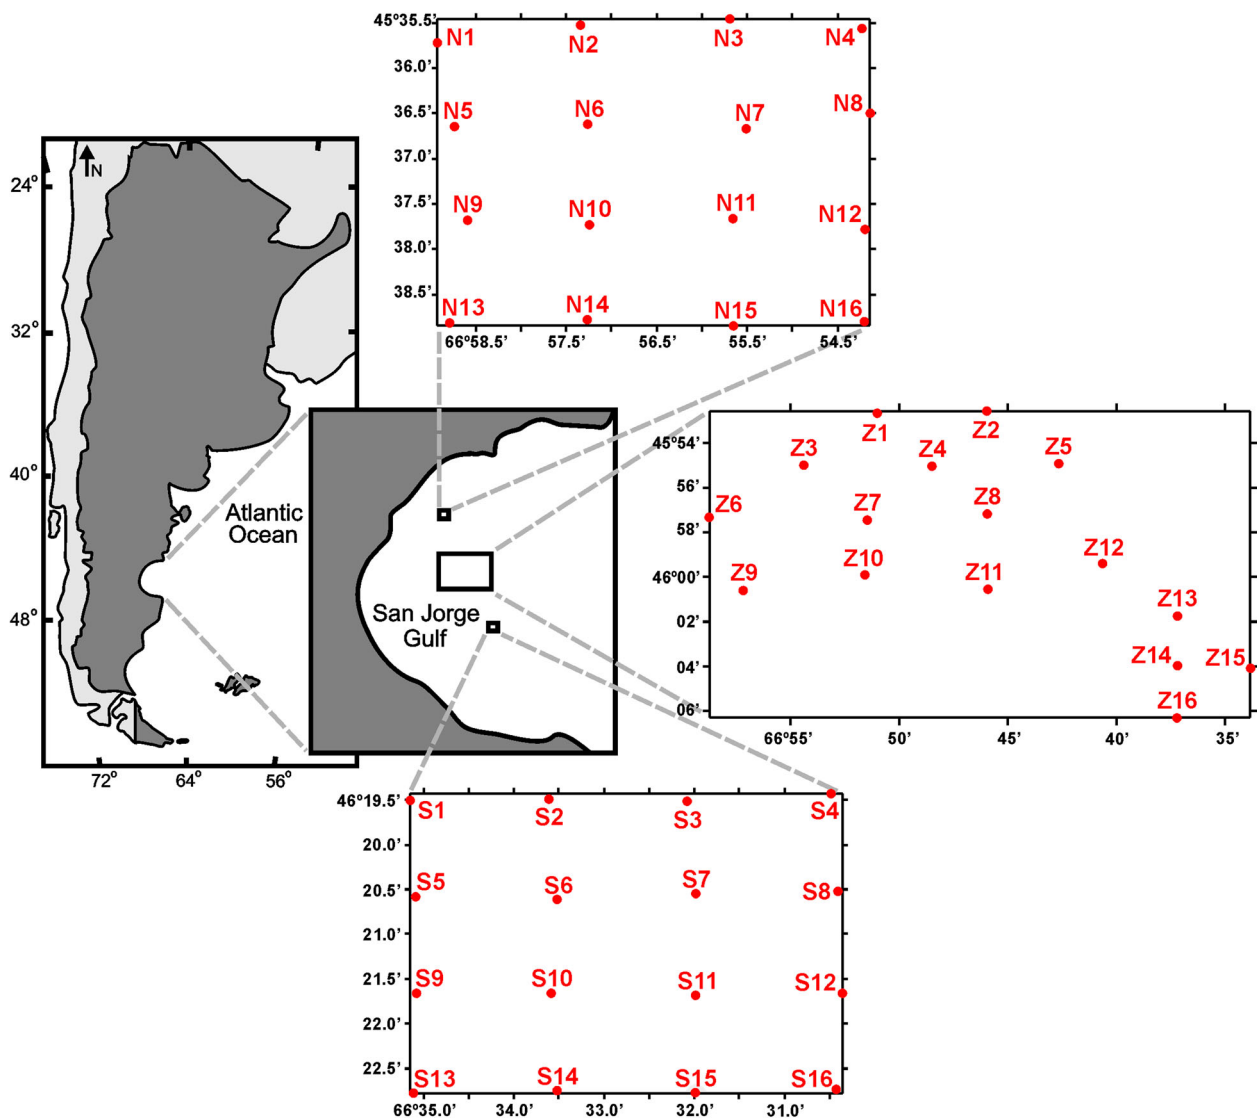 45°35.5'
36.0'
36.5'
37.0'
37.5'
38.0'
38.5'
N1
N2
N3
N4
N5
N6
N7
N8
N9
N10
N11
N12
N13
N14
N15
N16
66°58.5'
57.5'
56.5'
55.5'
54.5'
N
24°
32°
40°
48°
72°
64°
56°
Atlantic
Ocean
San Jorge
Gulf
45°54'
56'
58'
46°00'
02'
04'
06'
Z1
Z2
Z3
Z4
Z5
Z6
Z7
Z8
Z9
Z10
Z11
Z12
Z13
Z14
Z15
Z16
66°55'
50'
45'
40'
35'
46°19.5'
20.0'
20.5'
21.0'
21.5'
22.0'
22.5'
S1
S2
S3
S4
S5
S6
S7
S8
S9
S10
S11
S12
S13
S14
S15
S16
66°35.0'
34.0'
33.0'
32.0'
31.0'